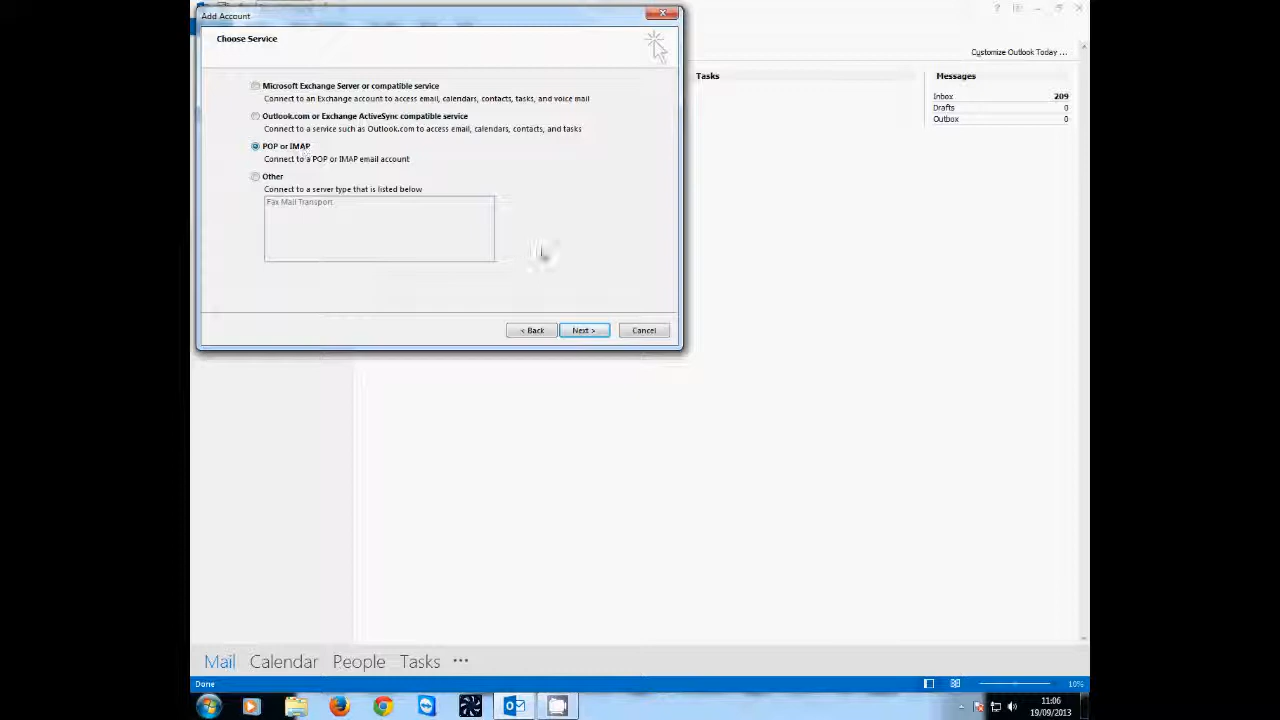 Add Account
Choose Service
Customize Outlook Today ...
Microsoft Exchange Server or compatible service
Connect to an Exchange account to access email, calendars, contacts, tasks, and voice mail
Outlook.com or Exchange ActiveSync compatible service
Connect to a service such as Outlook.com to access email, calendars, contacts, and tasks
POP or IMAP
Connect to a POP or IMAP email account
Other
Connect to a server type that is listed below
Fax Mail Transport
< Back
Next >
Cancel
Tasks
Messages
Inbox 209
Drafts 0
Outbox 0
Mail Calendar People Tasks •••
Done
10%
11:06
19/09/2013